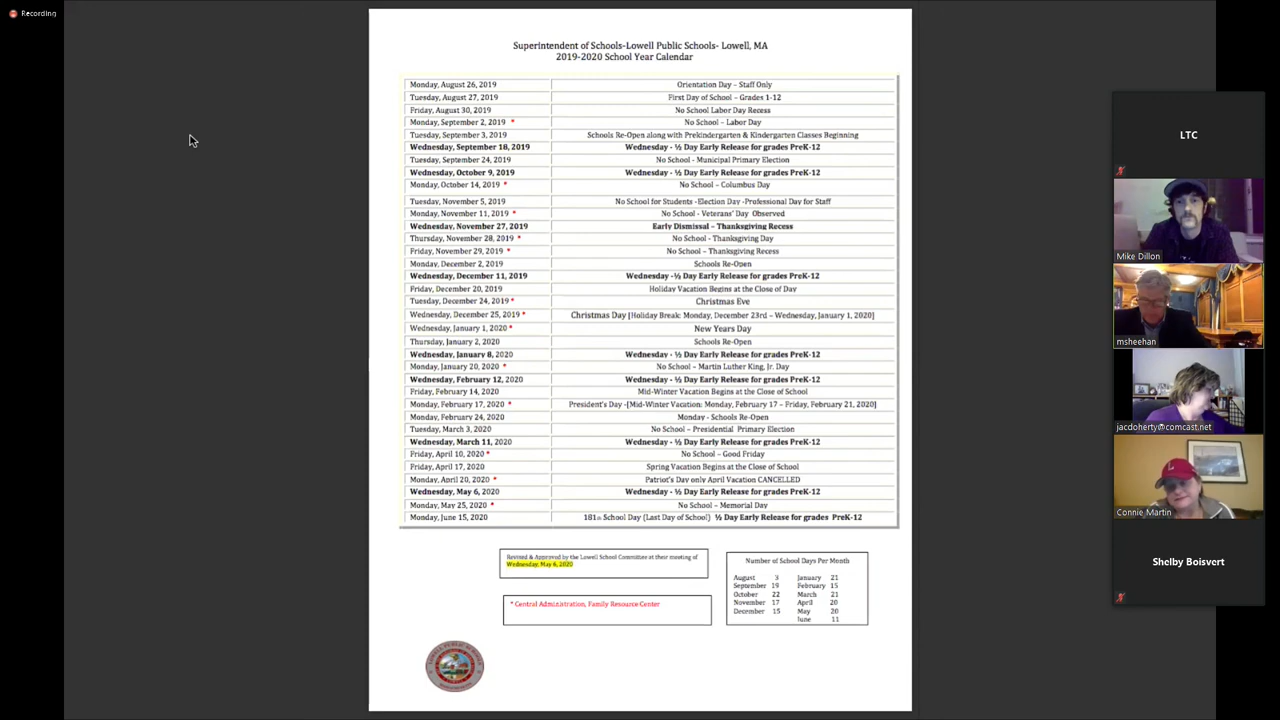 Recording
Superintendent of Schools-Lowell Public Schools- Lowell, MA
2019-2020 School Year Calendar
Monday, August 26, 2019 Orientation Day – Staff Only
Tuesday, August 27, 2019 First Day of School – Grades 1-12
Friday, August 30, 2019 No School Labor Day Recess
Monday, September 2, 2019 * No School – Labor Day
Tuesday, September 3, 2019 Schools Re-Open along with Prekindergarten & Kindergarten Classes Beginning
Wednesday, September 18, 2019 Wednesday - ½ Day Early Release for grades PreK-12
Tuesday, September 24, 2019 No School - Municipal Primary Election
Wednesday, October 9, 2019 Wednesday - ½ Day Early Release for grades PreK-12
Monday, October 14, 2019 * No School – Columbus Day
Tuesday, November 5, 2019 No School for Students -Election Day -Professional Day for Staff
Monday, November 11, 2019 * No School - Veterans' Day Observed
Wednesday, November 27, 2019 Early Dismissal – Thanksgiving Recess
Thursday, November 28, 2019 * No School - Thanksgiving Day
Friday, November 29, 2019 * No School – Thanksgiving Recess
Monday, December 2, 2019 Schools Re-Open
Wednesday, December 11, 2019 Wednesday -½ Day Early Release for grades PreK-12
Friday, December 20, 2019 Holiday Vacation Begins at the Close of Day
Tuesday, December 24, 2019 * Christmas Eve
Wednesday, December 25, 2019 * Christmas Day [Holiday Break: Monday, December 23rd – Wednesday, January 1, 2020]
Wednesday, January 1, 2020 * New Years Day
Thursday, January 2, 2020 Schools Re-Open
Wednesday, January 8, 2020 Wednesday - ½ Day Early Release for grades PreK-12
Monday, January 20, 2020 * No School – Martin Luther King, Jr. Day
Wednesday, February 12, 2020 Wednesday - ½ Day Early Release for grades PreK-12
Friday, February 14, 2020 Mid-Winter Vacation Begins at the Close of School
Monday, February 17, 2020 * President's Day -[Mid-Winter Vacation: Monday, February 17 – Friday, February 21, 2020]
Monday, February 24, 2020 Monday - Schools Re-Open
Tuesday, March 3, 2020 No School – Presidential Primary Election
Wednesday, March 11, 2020 Wednesday - ½ Day Early Release for grades PreK-12
Friday, April 10, 2020 * No School – Good Friday
Friday, April 17, 2020 Spring Vacation Begins at the Close of School
Monday, April 20, 2020 * Patriot's Day only April Vacation CANCELLED
Wednesday, May 6, 2020 Wednesday - ½ Day Early Release for grades PreK-12
Monday, May 25, 2020 * No School – Memorial Day
Monday, June 15, 2020 181st School Day (Last Day of School) ½ Day Early Release for grades PreK-12
Revised & Approved by the Lowell School Committee at their meeting of
Wednesday, May 6, 2020
* Central Administration, Family Resource Center
Number of School Days Per Month
August 3 January 21
September 19 February 15
October 22 March 21
November 17 April 20
December 15 May 20
June 11
LTC
Mike Dillon
msheehan
jacdoherty@comcast.net
Connie Martin
Shelby Boisvert